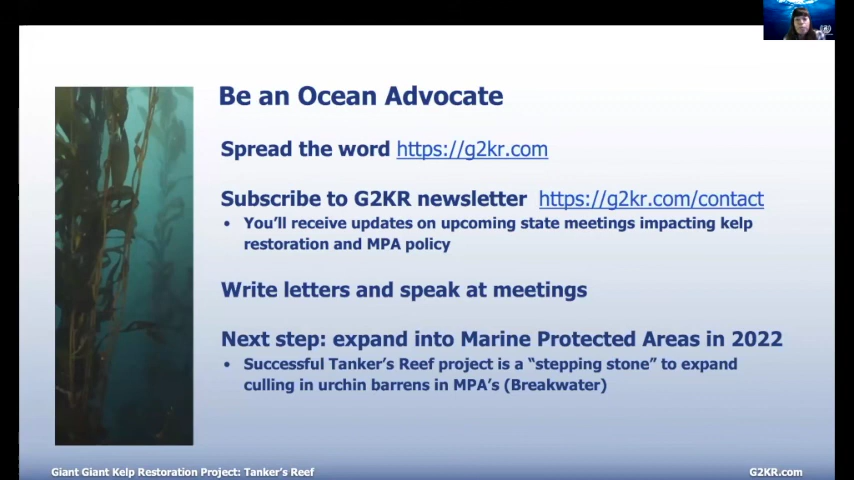 Be an Ocean Advocate
Spread the word https://g2kr.com
Subscribe to G2KR newsletter https://g2kr.com/contact
• You'll receive updates on upcoming state meetings impacting kelp
restoration and MPA policy
Write letters and speak at meetings
Next step: expand into Marine Protected Areas in 2022
• Successful Tanker's Reef project is a “stepping stone” to expand
culling in urchin barrens in MPA's (Breakwater)
Giant Giant Kelp Restoration Project: Tanker's Reef
G2KR.com